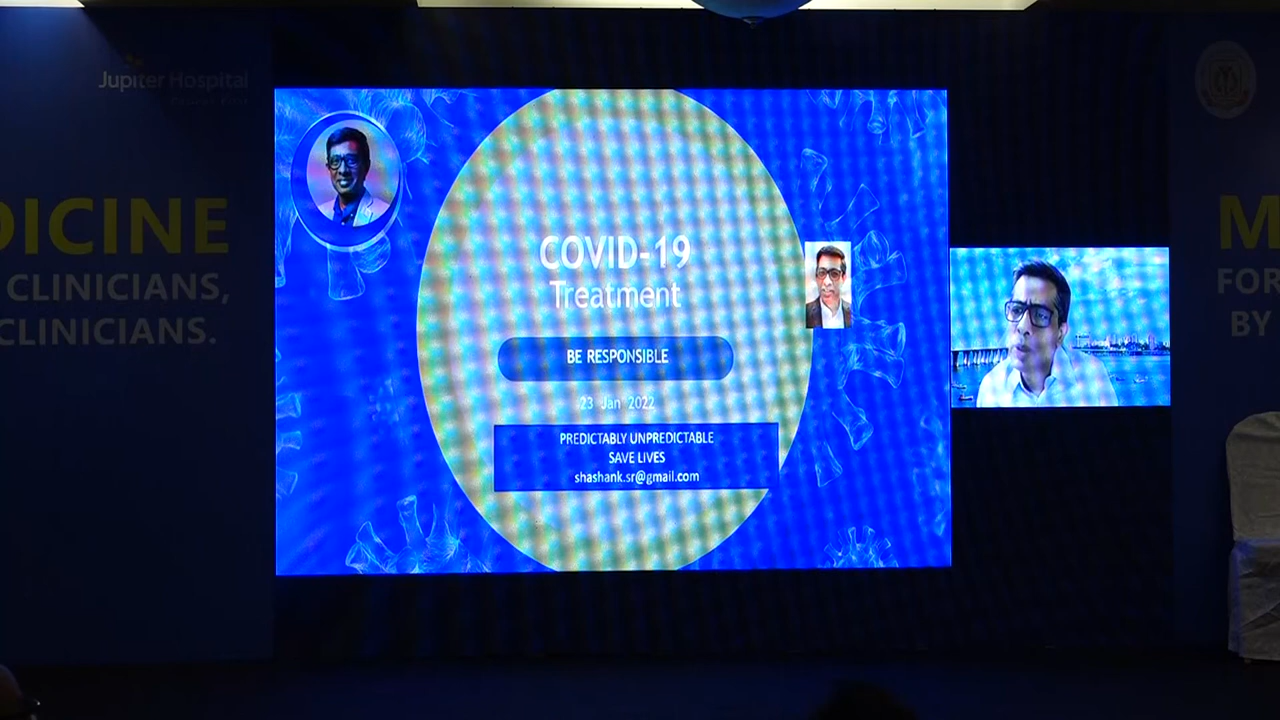 Jupiter Hospital
DICINE
CLINICIANS,
CLINICIANS.
COVID-19
Treatment
BE RESPONSIBLE
23 Jan 2022
PREDICTABLY UNPREDICTABLE
SAVE LIVES
shashank.sr@gmail.com
M
FOR
BY